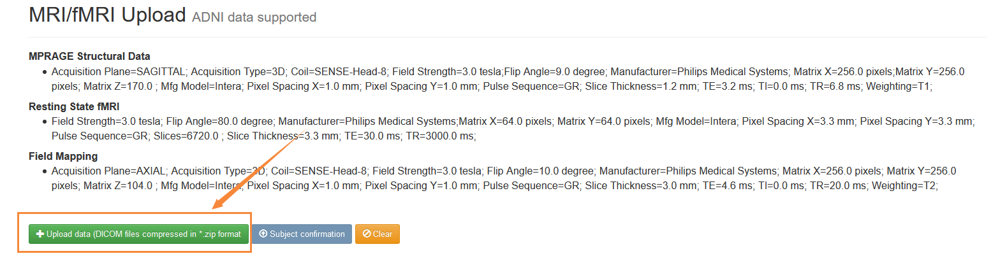 MRI/fMRI Upload ADNI data supported
MPRAGE Structural Data
• Acquisition Plane=SAGITTAL; Acquisition Type=3D; Coil=SENSE-Head-8; Field Strength=3.0 tesla;Flip Angle=9.0 degree; Manufacturer=Philips Medical Systems; Matrix X=256.0 pixels;Matrix Y=256.0
pixels; Matrix Z=170.0 ; Mfg Model=Intera; Pixel Spacing X=1.0 mm; Pixel Spacing Y=1.0 mm; Pulse Sequence=GR; Slice Thickness=1.2 mm; TE=3.2 ms; TI=0.0 ms; TR=6.8 ms; Weighting=T1;
Resting State fMRI
• Field Strength=3.0 tesla; Flip Angle=80.0 degree; Manufacturer=Philips Medical Systems;Matrix X=64.0 pixels; Matrix Y=64.0 pixels; Mfg Model=Intera; Pixel Spacing X=3.3 mm; Pixel Spacing Y=3.3 mm;
Pulse Sequence=GR; Slices=6720.0 ; Slice Thickness=3.3 mm; TE=30.0 ms; TR=3000.0 ms;
Field Mapping
• Acquisition Plane=AXIAL; Acquisition Type=3D; Coil=SENSE-Head-8; Field Strength=3.0 tesla; Flip Angle=10.0 degree; Manufacturer=Philips Medical Systems; Matrix X=256.0 pixels; Matrix Y=256.0
pixels; Matrix Z=104.0 ; Mfg Model=Intera; Pixel Spacing X=1.0 mm; Pixel Spacing Y=1.0 mm; Pulse Sequence=GR; Slice Thickness=3.0 mm; TE=4.6 ms; TI=0.0 ms; TR=20.0 ms; Weighting=T2;
Upload data (DICOM files compressed in *.zip format Subject confirmation Clear